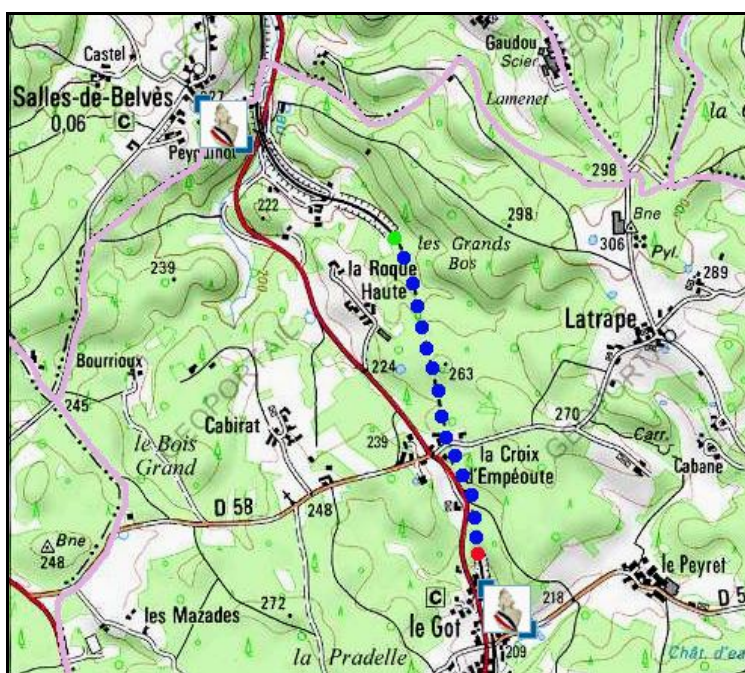 Castel
Salles-de-Belvès
0,06
C
Gaudou
Scier
Lamenet
la
222
298
298
Bne
306
Pyl.
289
les Grands
Bos
la Roque
Haute
239
Latrape
Bourrioux
224
263
245
Cabirat
270
le Bois
Grand
239
la Croix
d'Empéoute
Carr.
Cabane
D 58
248
Bne
248
le Peyret
C
218
D 5
les Mazades
272
le Got
209
la Pradelle
Chât. d'ea
GEOPORTAIL
200